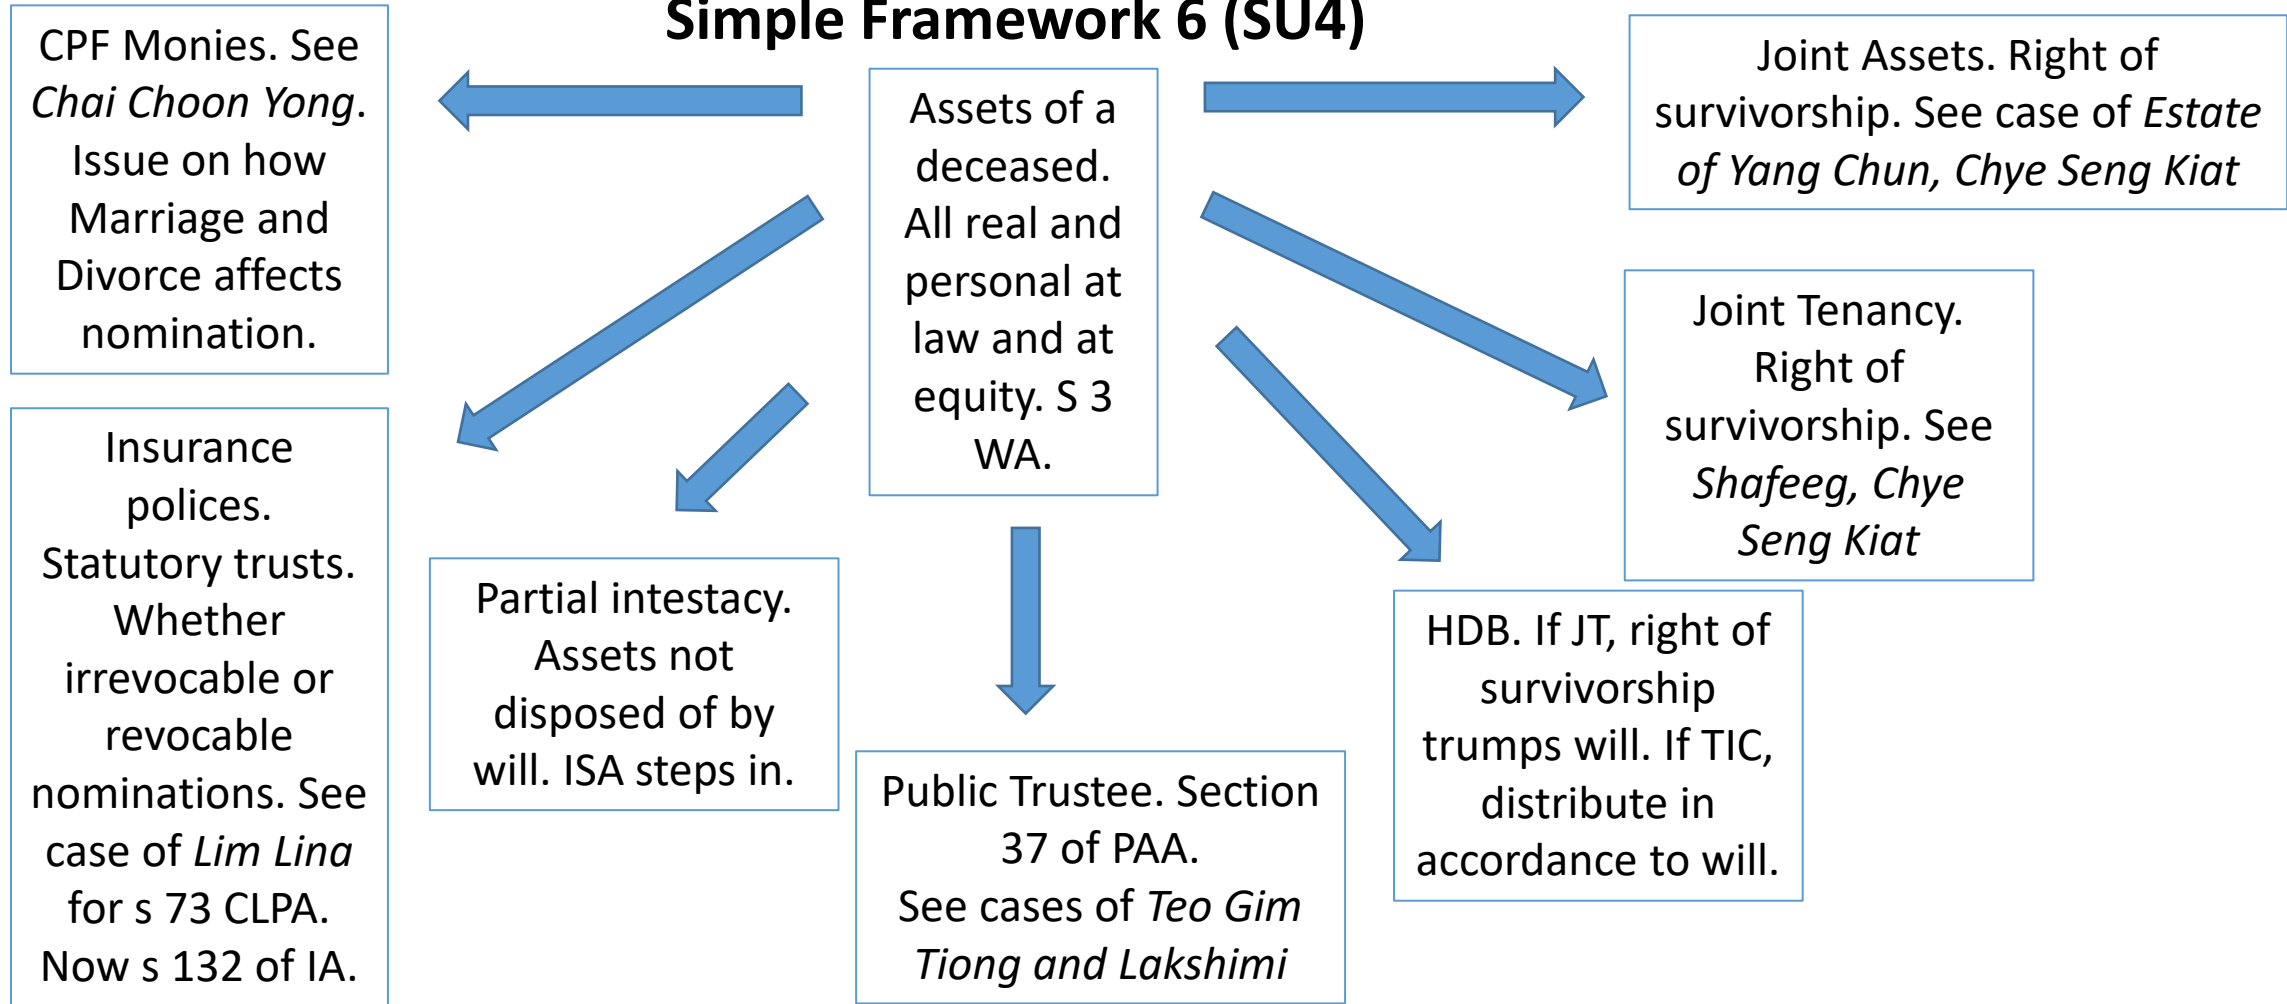 Simple Framework 6 (SU4)
CPF Monies. See
Chai Choon Yong.
Issue on how
Marriage and
Divorce affects
nomination.
Insurance
polices.
Statutory trusts.
Whether
irrevocable or
revocable
nominations. See
case of Lim Lina
for s 73 CLPA.
Now s 132 of IA.
Partial intestacy.
Assets not
disposed of by
will. ISA steps in.
Assets of a
deceased.
All real and
personal at
law and at
equity. S 3
WA.
Public Trustee. Section
37 of PAA.
See cases of Teo Gim
Tiong and Lakshimi
Joint Assets. Right of
survivorship. See case of Estate
of Yang Chun, Chye Seng Kiat
Joint Tenancy.
Right of
survivorship. See
Shafeeg, Chye
Seng Kiat
HDB. If JT, right of
survivorship
trumps will. If TIC,
distribute in
accordance to will.